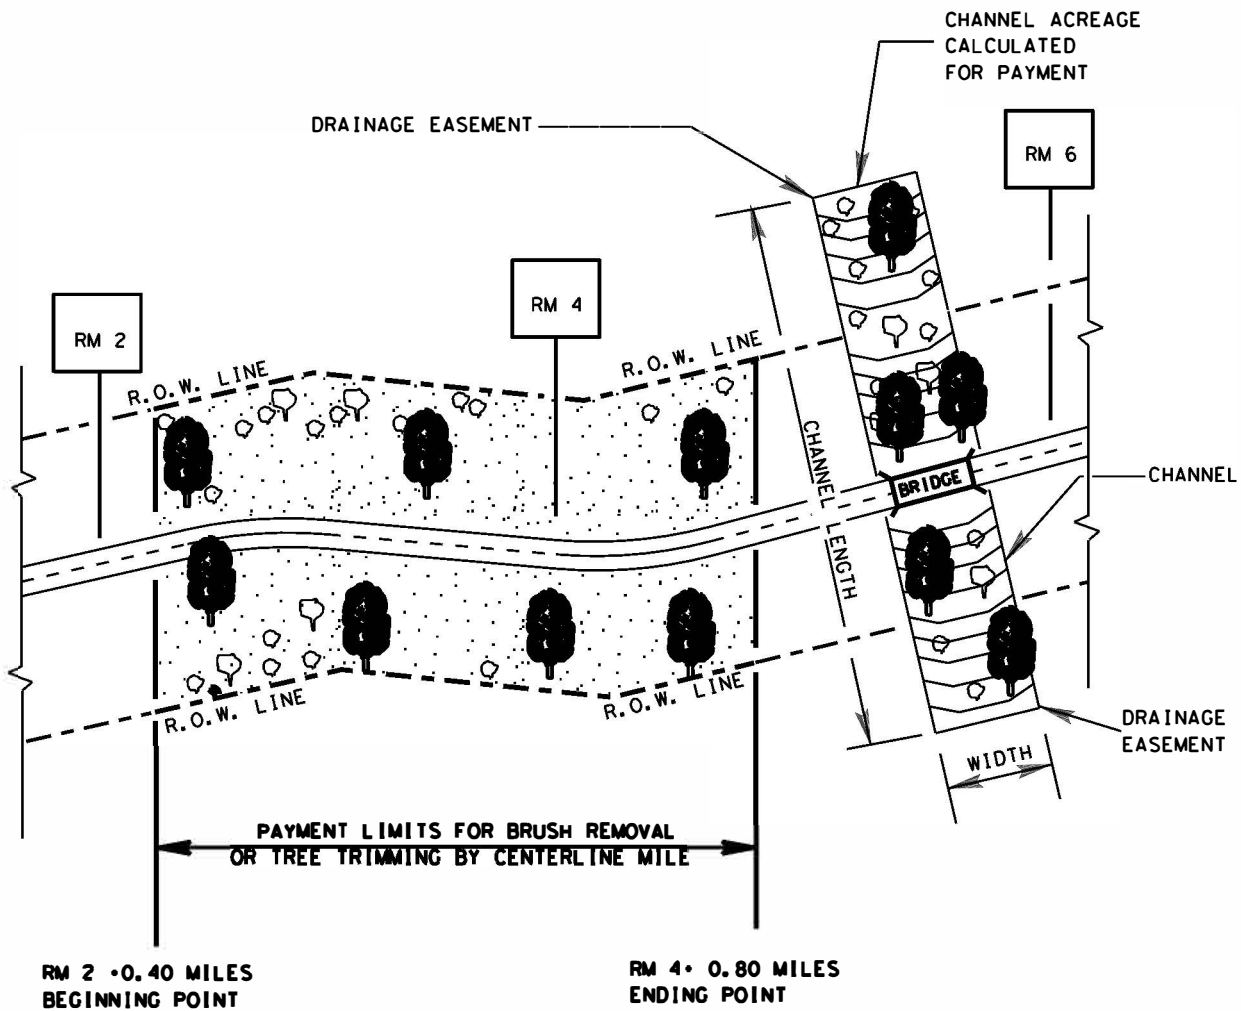 CHANNEL ACREAGE
CALCULATED
FOR PAYMENT
DRAINAGE EASEMENT
RM 6
RM 4
RM 2
R.O.W. LINE
R.O.W. LINE
CHANNEL LENGTH
BRIDGE
CHANNEL
R.O.W. LINE
R.O.W. LINE
DRAINAGE
EASEMENT
WIDTH
PAYMENT LIMITS FOR BRUSH REMOVAL
OR TREE TRIMMING BY CENTERLINE MILE
RM 2 +0.40 MILES
BEGINNING POINT
RM 4+ 0.80 MILES
ENDING POINT